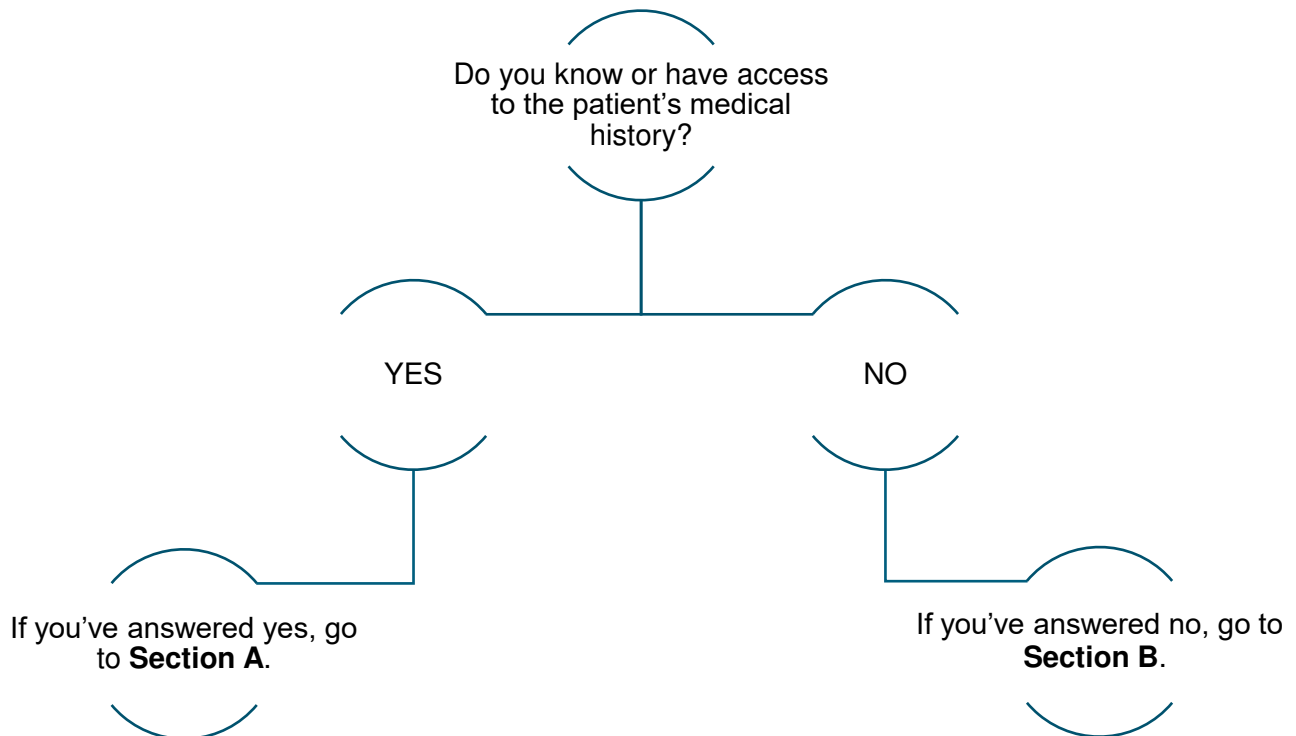 Do you know or have access
to the patient’s medical
history?
YES
NO
If you’ve answered yes, go
to Section A.
If you’ve answered no, go to
Section B.